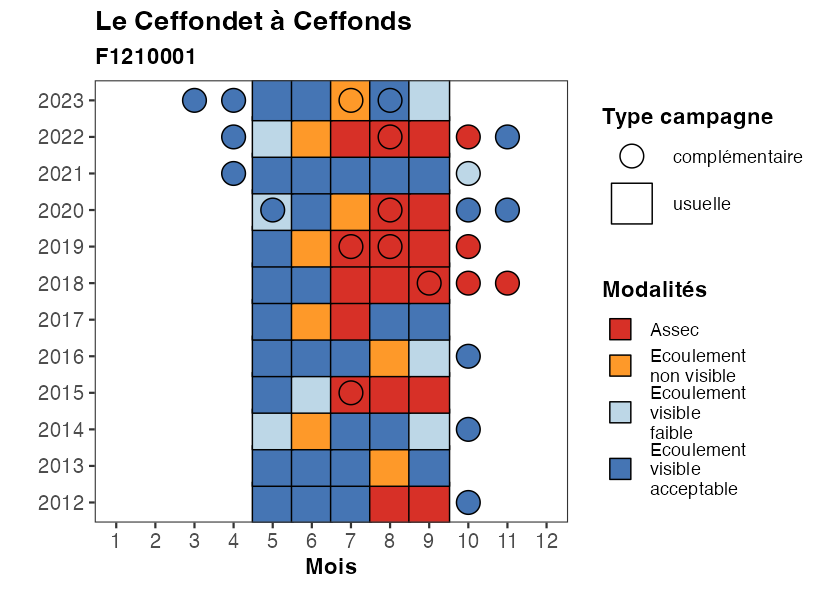 Le Ceffondet à Ceffonds
F1210001
2023
2022
2021
2020
2019
2018
2017
2016
2015
2014
2013
2012
1 2 3 4 5 6 7 8 9 10 11 12
Mois
Type campagne
complémentaire
usuelle
Modalités
Assec
Ecoulement
non visible
Ecoulement
visible
faible
Ecoulement
visible
acceptable